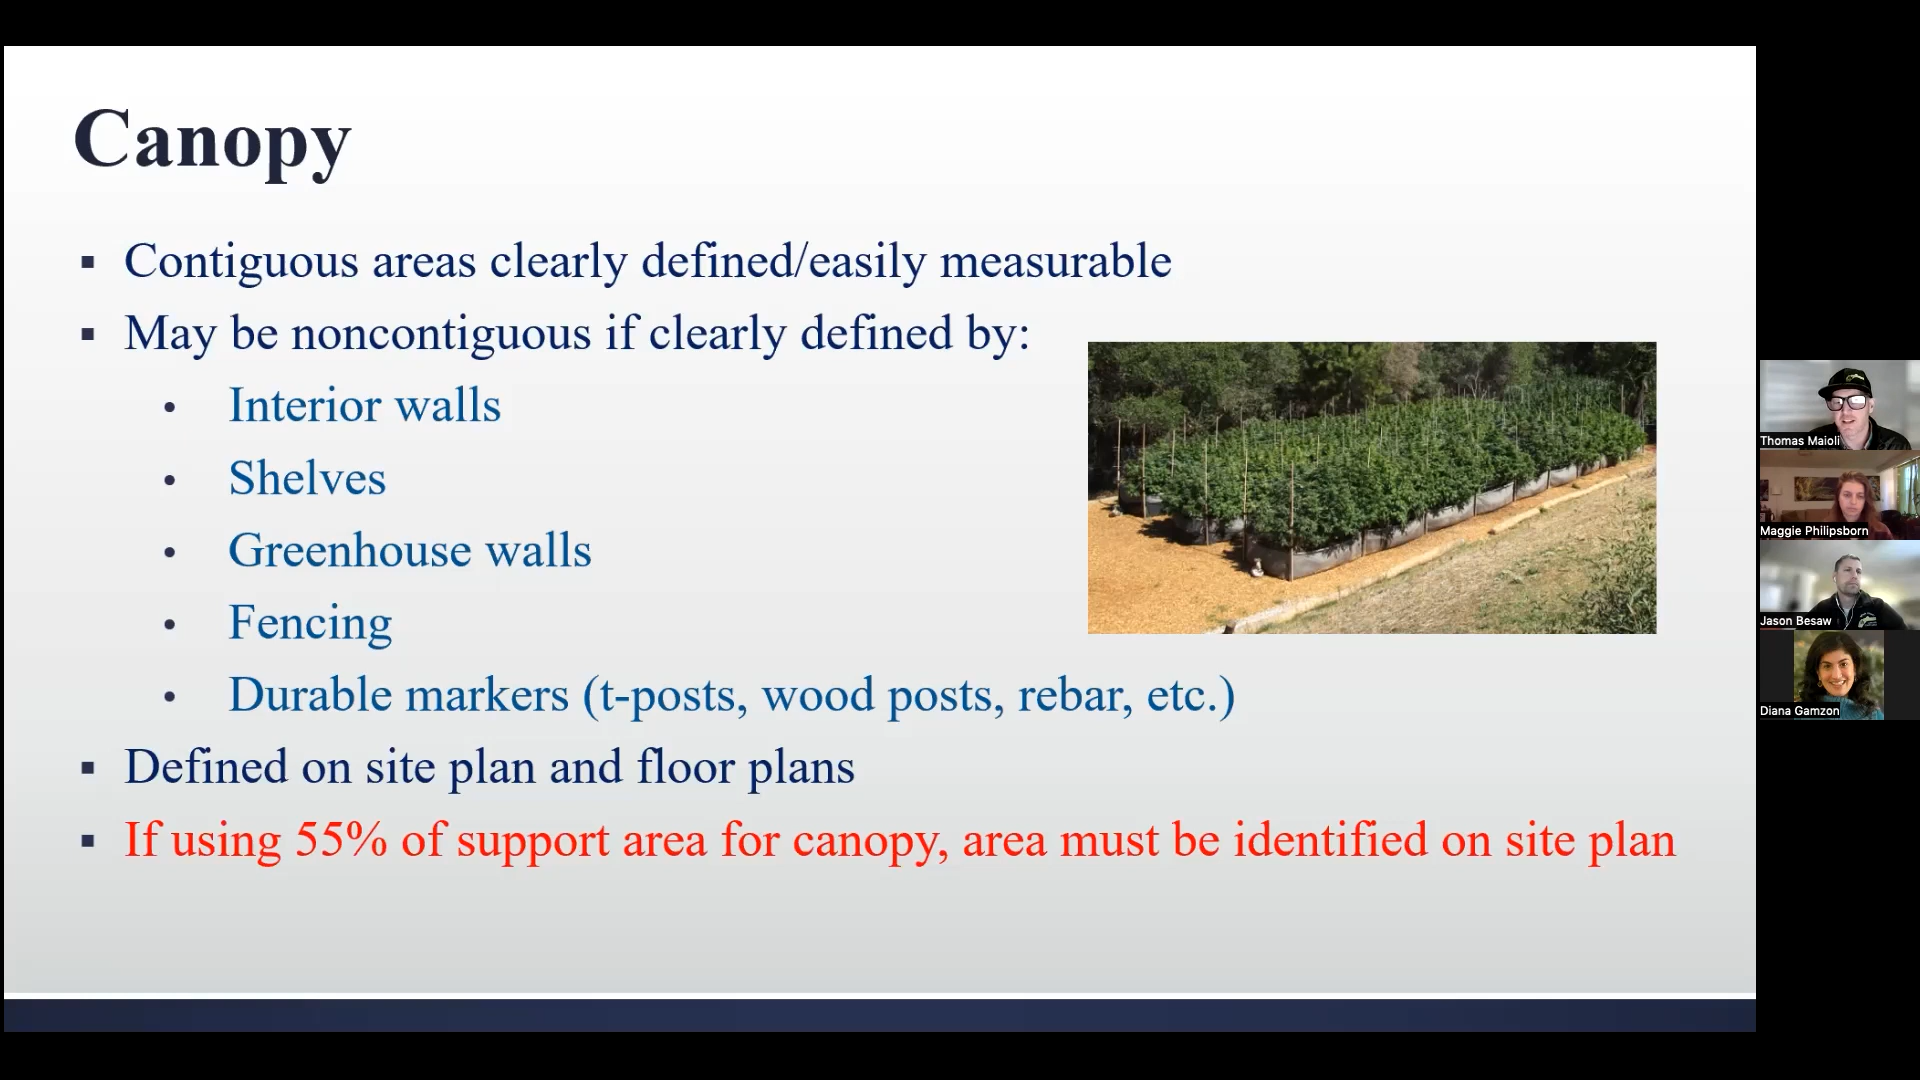 Canopy
Contiguous areas clearly defined/easily measurable
May be noncontiguous if clearly defined by:
Interior walls
Shelves
Greenhouse walls
Fencing
Durable markers (t-posts, wood posts, rebar, etc.)
Defined on site plan and floor plans
If using 55% of support area for canopy, area must be identified on site plan
Thomas Maioli
Maggie Philipsborn
Jason Besaw
Diana Gamzon